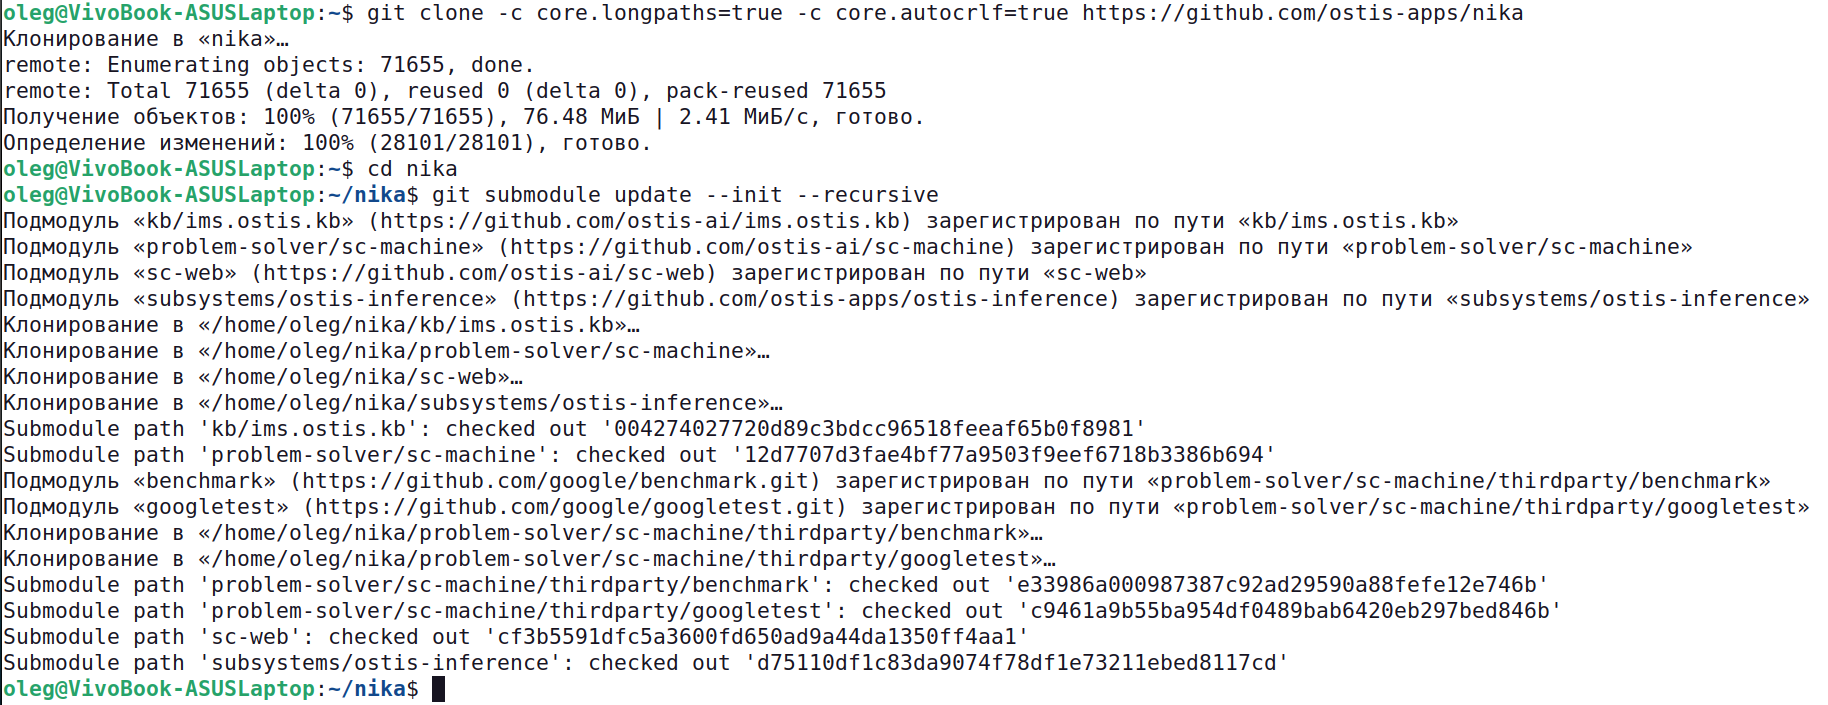 oleg@VivoBook-ASUSLaptop:~$ git clone -c core.longpaths=true -c core.autocrlf=true https://github.com/ostis-apps/nika
Клонирование в «nika»…
remote: Enumerating objects: 71655, done.
remote: Total 71655 (delta 0), reused 0 (delta 0), pack-reused 71655
Получение объектов: 100% (71655/71655), 76.48 МиБ | 2.41 МиБ/с, готово.
Определение изменений: 100% (28101/28101), готово.
oleg@VivoBook-ASUSLaptop:~$ cd nika
oleg@VivoBook-ASUSLaptop:~/nika$ git submodule update --init --recursive
Подмодуль «kb/ims.ostis.kb» (https://github.com/ostis-ai/ims.ostis.kb) зарегистрирован по пути «kb/ims.ostis.kb»
Подмодуль «problem-solver/sc-machine» (https://github.com/ostis-ai/sc-machine) зарегистрирован по пути «problem-solver/sc-machine»
Подмодуль «sc-web» (https://github.com/ostis-ai/sc-web) зарегистрирован по пути «sc-web»
Подмодуль «subsystems/ostis-inference» (https://github.com/ostis-apps/ostis-inference) зарегистрирован по пути «subsystems/ostis-inference»
Клонирование в «/home/oleg/nika/kb/ims.ostis.kb»…
Клонирование в «/home/oleg/nika/problem-solver/sc-machine»…
Клонирование в «/home/oleg/nika/sc-web»…
Клонирование в «/home/oleg/nika/subsystems/ostis-inference»…
Submodule path 'kb/ims.ostis.kb': checked out '004274027720d89c3bdcc96518feeaf65b0f8981'
Submodule path 'problem-solver/sc-machine': checked out '12d7707d3fae4bf77a9503f9eef6718b3386b694'
Подмодуль «benchmark» (https://github.com/google/benchmark.git) зарегистрирован по пути «problem-solver/sc-machine/thirdparty/benchmark»
Подмодуль «googletest» (https://github.com/google/googletest.git) зарегистрирован по пути «problem-solver/sc-machine/thirdparty/googletest»
Клонирование в «/home/oleg/nika/problem-solver/sc-machine/thirdparty/benchmark»…
Клонирование в «/home/oleg/nika/problem-solver/sc-machine/thirdparty/googletest»…
Submodule path 'problem-solver/sc-machine/thirdparty/benchmark': checked out 'e33986a000987387c92ad29590a88fefe12e746b'
Submodule path 'problem-solver/sc-machine/thirdparty/googletest': checked out 'c9461a9b55ba954df0489bab6420eb297bed846b'
Submodule path 'sc-web': checked out 'cf3b5591dfc5a3600fd650ad9a44da1350ff4aa1'
Submodule path 'subsystems/ostis-inference': checked out 'd75110df1c83da9074f78df1e73211ebed8117cd'
oleg@VivoBook-ASUSLaptop:~/nika$